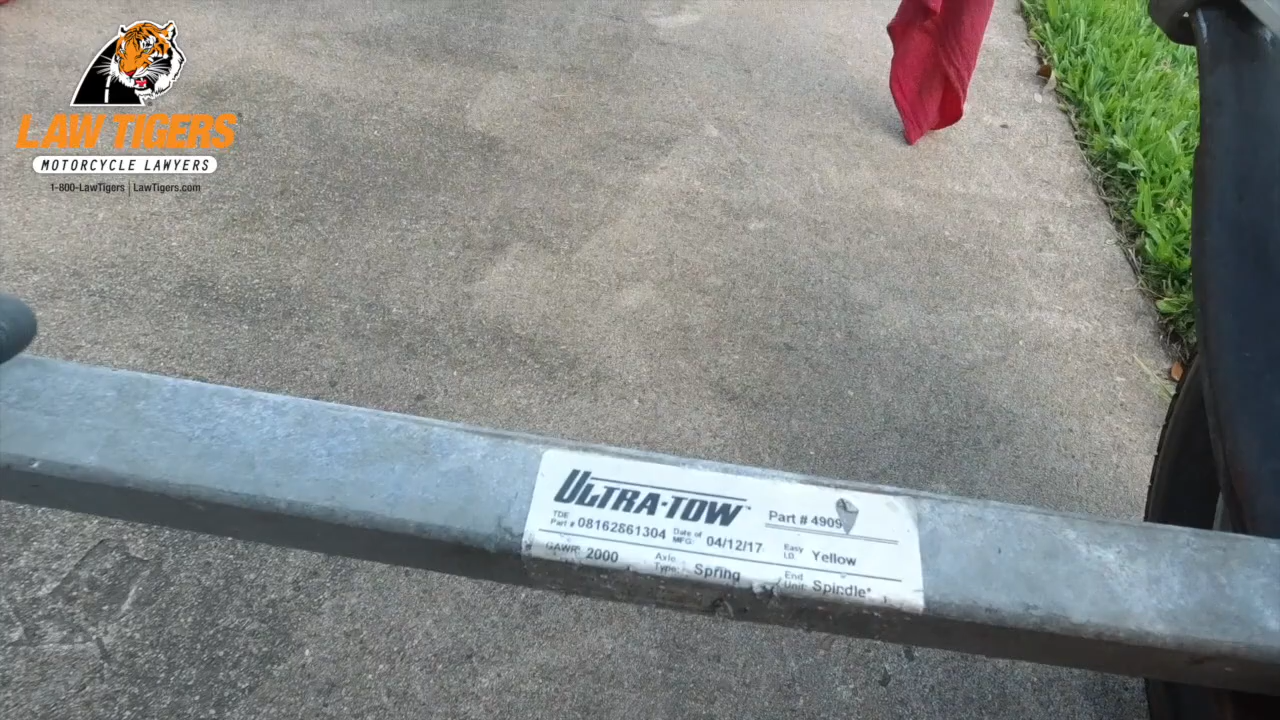 LAW TIGERS
MOTORCYCLE LAWYERS
1-800-LawTigers | LawTigers.com
ULTRA-TOW™
Part # 4909
TDE Part # 08162861304 Date of MFG: 04/12/17 Easy I.D. Yellow
GAWR: 2000 Axle Type: Spring End Unit: Spindle*